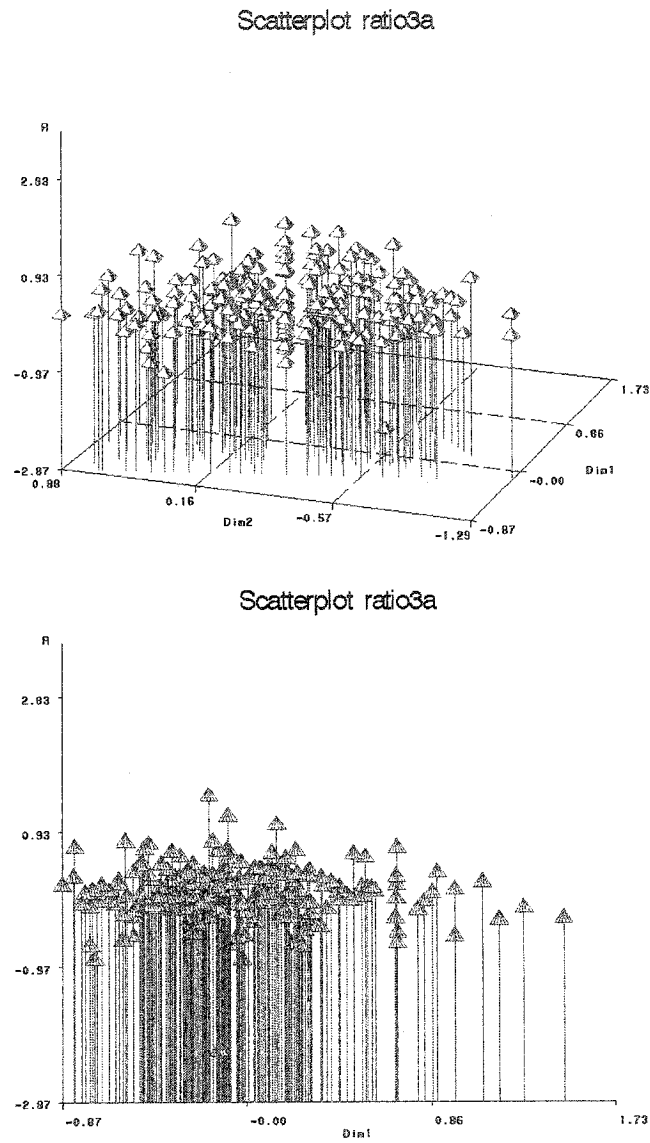 Scatterplot ratio3a
R
2.83
0.93
-0.97
-2.87
0.88
0.16
-0.57
-1.29
-0.87
-0.00
0.86
1.73
Dim2
Dim1
Scatterplot ratio3a
R
2.83
0.93
-0.97
-2.87
-0.87
-0.00
0.86
1.73
Dim1